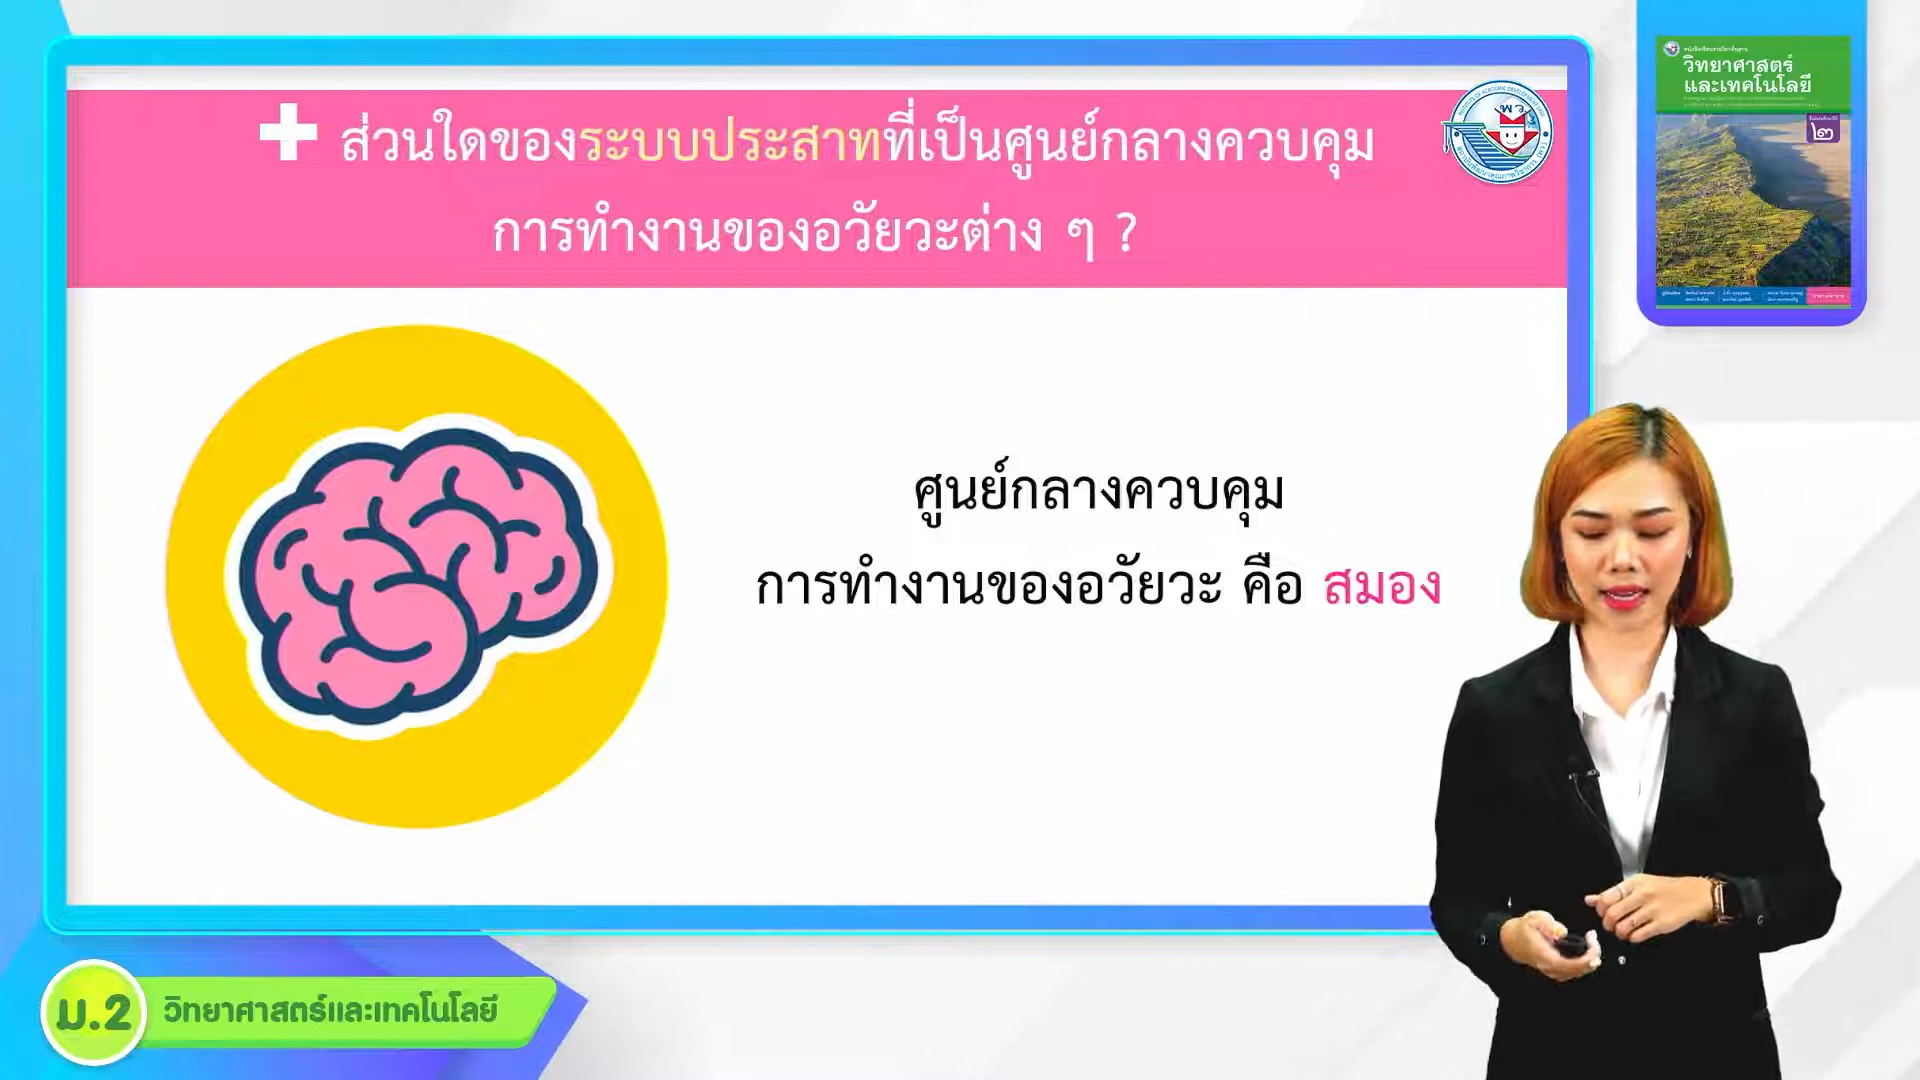 ส่วนใดของระบบประสาทที่เป็นศูนย์กลางควบคุม
การทำงานของอวัยวะต่าง ๆ ?
ศูนย์กลางควบคุม
การทำงานของอวัยวะ คือ สมอง
วิทยาศาสตร์
และเทคโนโลยี
๒
พว
ม.2 วิทยาศาสตร์และเทคโนโลยี